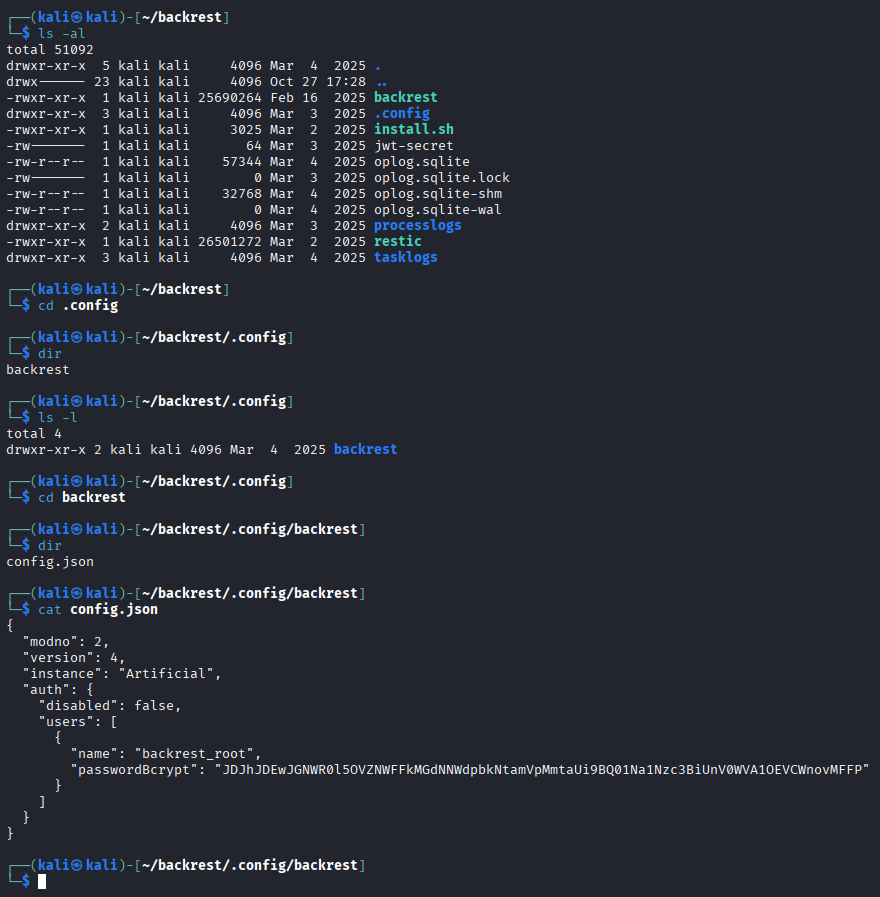 ┌──(kali㉿kali)-[~/backrest]
└─$ ls -al
total 51092
drwxr-xr-x  5 kali kali     4096 Mar  4  2025 .
drwx------ 23 kali kali     4096 Oct 27 17:28 ..
-rwxr-xr-x  1 kali kali 25690264 Feb 16  2025 backrest
drwxr-xr-x  3 kali kali     4096 Mar  3  2025 .config
-rwxr-xr-x  1 kali kali     3025 Mar  2  2025 install.sh
-rw-------  1 kali kali       64 Mar  3  2025 jwt-secret
-rw-r--r--  1 kali kali    57344 Mar  4  2025 oplog.sqlite
-rw-------  1 kali kali        0 Mar  3  2025 oplog.sqlite.lock
-rw-r--r--  1 kali kali    32768 Mar  4  2025 oplog.sqlite-shm
-rw-r--r--  1 kali kali        0 Mar  4  2025 oplog.sqlite-wal
drwxr-xr-x  2 kali kali     4096 Mar  3  2025 processlogs
-rwxr-xr-x  1 kali kali 26501272 Mar  2  2025 restic
drwxr-xr-x  3 kali kali     4096 Mar  4  2025 tasklogs
┌──(kali㉿kali)-[~/backrest]
└─$ cd .config
┌──(kali㉿kali)-[~/backrest/.config]
└─$ dir
backrest
┌──(kali㉿kali)-[~/backrest/.config]
└─$ ls -l
total 4
drwxr-xr-x 2 kali kali 4096 Mar  4  2025 backrest
┌──(kali㉿kali)-[~/backrest/.config]
└─$ cd backrest
┌──(kali㉿kali)-[~/backrest/.config/backrest]
└─$ dir
config.json
┌──(kali㉿kali)-[~/backrest/.config/backrest]
└─$ cat config.json
{
  "modno": 2,
  "version": 4,
  "instance": "Artificial",
  "auth": {
    "disabled": false,
    "users": [
      {
        "name": "backrest_root",
        "passwordBcrypt": "JDJhJDEwJGNWR0l5OVZNWFFkMGdNNWdpbkNtamVpMmtaUi9BQ01Na1Nzc3BiUnV0WVA1OEVCWnovMFFP"
      }
    ]
  }
}
┌──(kali㉿kali)-[~/backrest/.config/backrest]
└─$